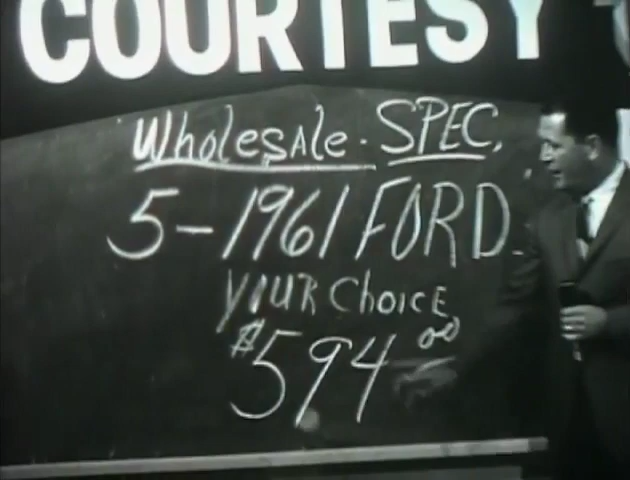 COURTESY
Wholesale. SPEC.
5-1961 FORD.
YOUR Choice
$594.00